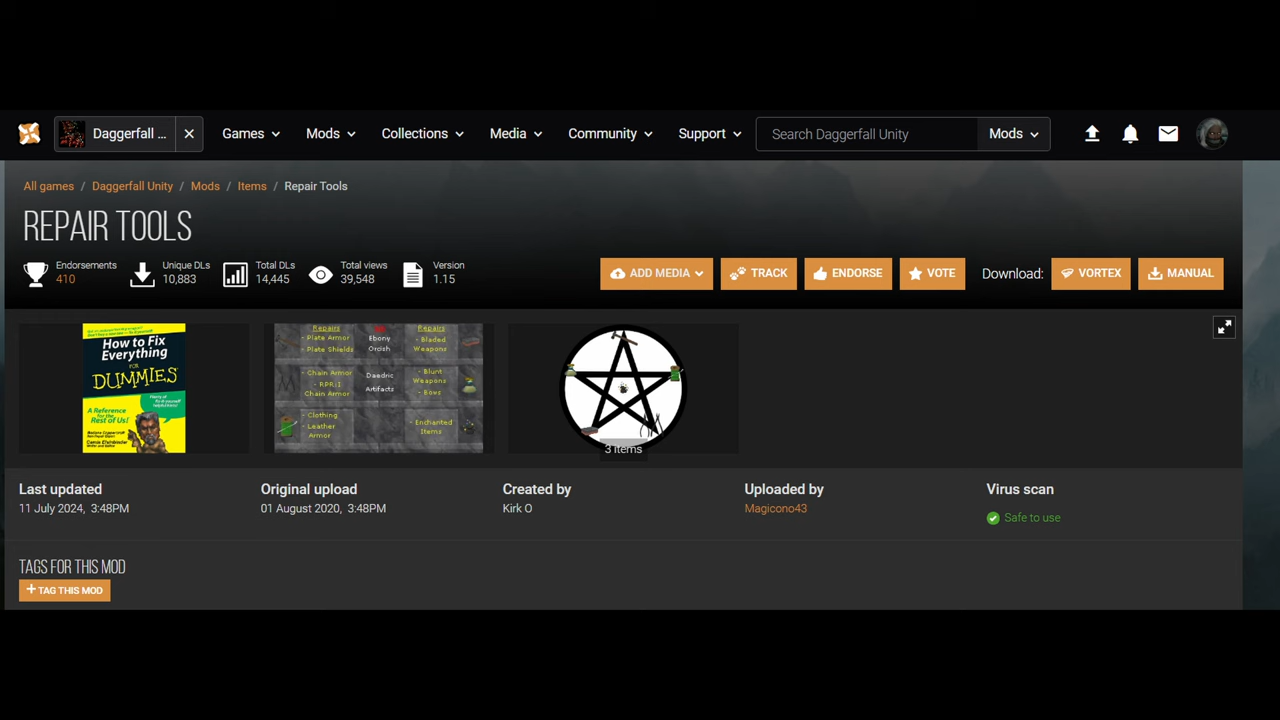 Daggerfall ...
Games
Mods
Collections
Media
Community
Support
Search Daggerfall Unity
Mods
All games / Daggerfall Unity / Mods / Items / Repair Tools
REPAIR TOOLS
Endorsements
410
Unique DLs
10,883
Total DLs
14,445
Total views
39,548
Version
1.15
ADD MEDIA
TRACK
ENDORSE
VOTE
Download:
VORTEX
MANUAL
How to Fix
Everything
FOR
DUMMIES
A Reference
for the
Rest of Us!
Repairs
- Plate Armor
- Plate Shields
- Chain Armor
- RPR:I
Chain Armor
- Clothing
- Leather
Armor
Ebony
Orcish
Daedric
Artifacts
Repairs
- Bladed
Weapons
- Blunt
Weapons
- Bows
- Enchanted
Items
3 items
Last updated
11 July 2024, 3:48PM
Original upload
01 August 2020, 3:48PM
Created by
Kirk O
Uploaded by
Magicono43
Virus scan
Safe to use
TAGS FOR THIS MOD
+ TAG THIS MOD